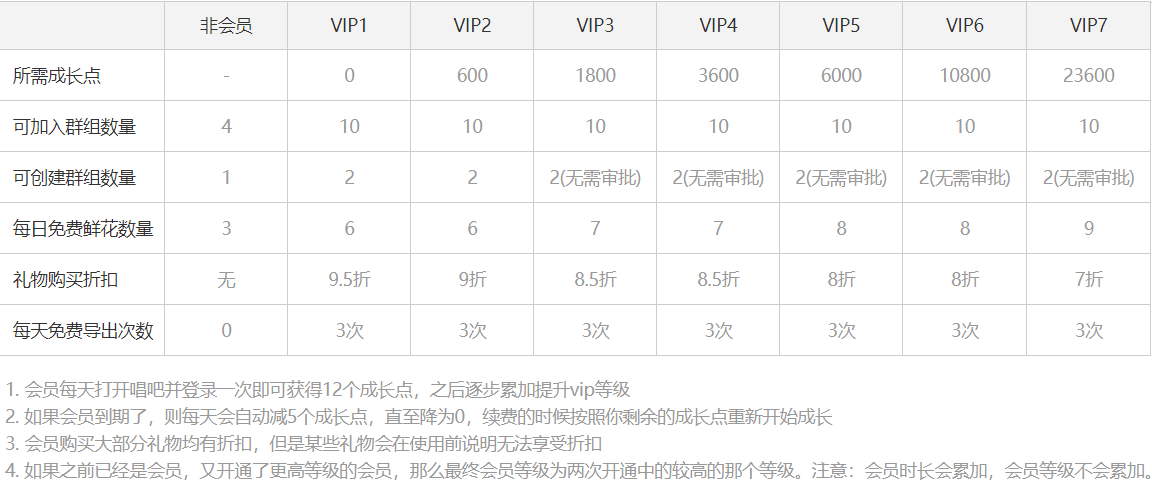 非会员 VIP1 VIP2 VIP3 VIP4 VIP5 VIP6 VIP7
所需成长点 - 0 600 1800 3600 6000 10800 23600
可加入群组数量 4 10 10 10 10 10 10 10
可创建群组数量 1 2 2 2(无需审批) 2(无需审批) 2(无需审批) 2(无需审批) 2(无需审批)
每日免费鲜花数量 3 6 6 7 7 8 8 9
礼物购买折扣 无 9.5折 9折 8.5折 8.5折 8折 8折 7折
每天免费导出次数 0 3次 3次 3次 3次 3次 3次 3次
1. 会员每天打开唱吧并登录一次即可获得12个成长点，之后逐步累加提升vip等级
2. 如果会员到期了，则每天会自动减5个成长点，直至降为0，续费的时候按照你剩余的成长点重新开始成长
3. 会员购买大部分礼物均有折扣，但是某些礼物会在使用前说明无法享受折扣
4. 如果之前已经是会员，又开通了更高等级的会员，那么最终会员等级为两次开通中的较高的那个等级。注意：会员时长会累加，会员等级不会累加。